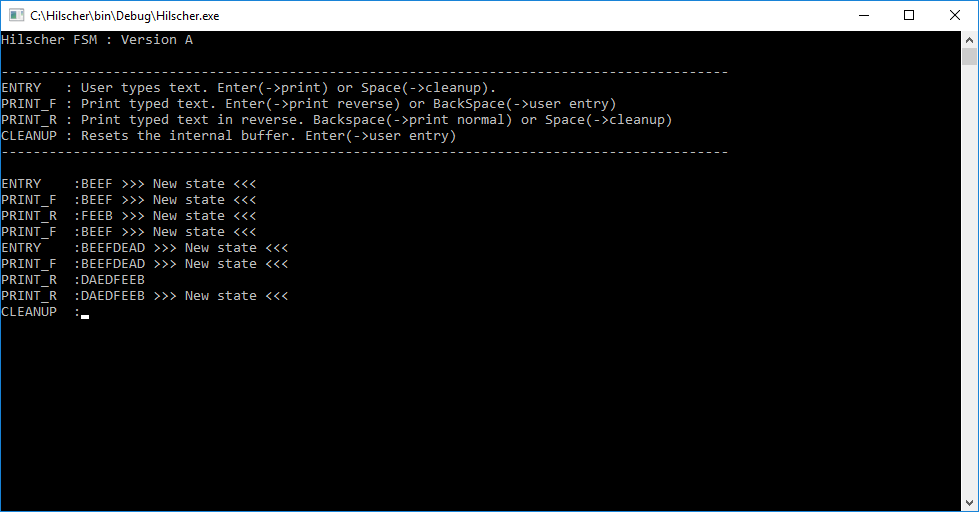 C:\Hilscher\bin\Debug\Hilscher.exe
Hilscher FSM : Version A
-------------------------------------------------------------------------------------------
ENTRY   : User types text. Enter(->print) or Space(->cleanup).
PRINT_F : Print typed text. Enter(->print reverse) or BackSpace(->user entry)
PRINT_R : Print typed text in reverse. Backspace(->print normal) or Space(->cleanup)
CLEANUP : Resets the internal buffer. Enter(->user entry)
-------------------------------------------------------------------------------------------
ENTRY    :BEEF >>> New state <<<
PRINT_F  :BEEF >>> New state <<<
PRINT_R  :FEEB >>> New state <<<
PRINT_F  :BEEF >>> New state <<<
ENTRY    :BEEFDEAD >>> New state <<<
PRINT_F  :BEEFDEAD >>> New state <<<
PRINT_R  :DAEDFEEB
PRINT_R  :DAEDFEEB >>> New state <<<
CLEANUP  :